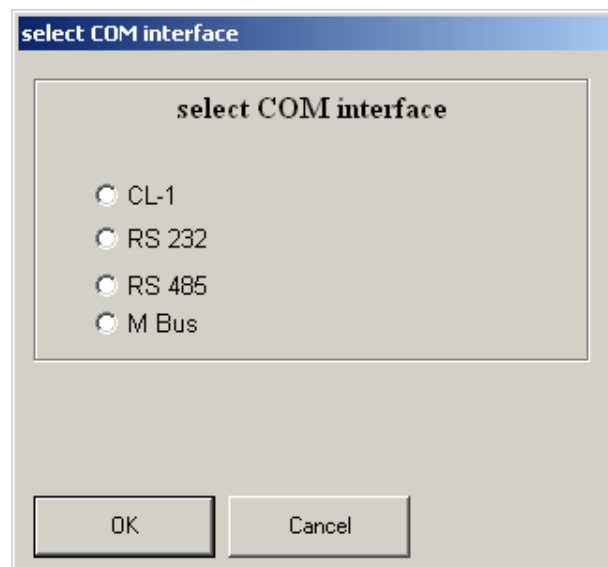 select COM interface
select COM interface
CL-1
RS 232
RS 485
M Bus
OK
Cancel